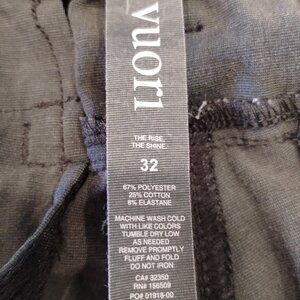 vuori
THE RISE.
THE SHINE.
32
67% POLYESTER
25% COTTON
8% ELASTANE
MACHINE WASH COLD
WITH LIKE COLORS
TUMBLE DRY LOW
AS NEEDED
REMOVE PROMPTLY
FLUFF AND FOLD
DO NOT IRON
CA# 32350
RN# 156509
PO# 01918-00